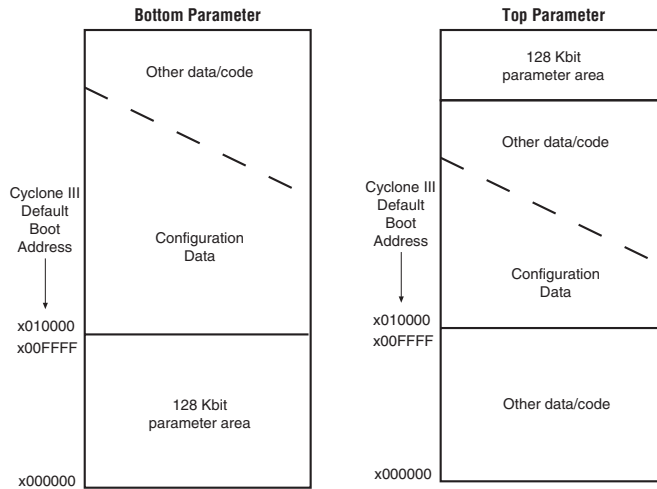 Bottom Parameter
Other data/code
Cyclone III
Default
Boot
Address
Configuration
Data
x010000
x00FFFF
128 Kbit
parameter area
x000000
Top Parameter
128 Kbit
parameter area
Other data/code
Cyclone III
Default
Boot
Address
Configuration
Data
x010000
x00FFFF
Other data/code
x000000